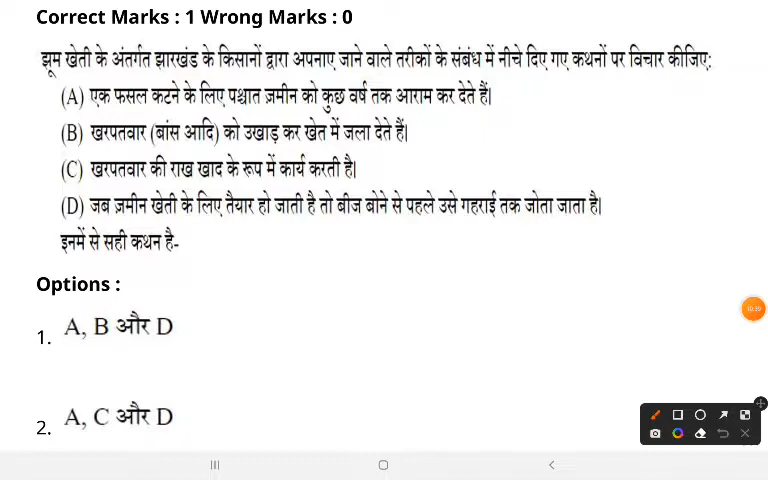 Correct Marks : 1 Wrong Marks : 0
झूम खेती के अंतर्गत झारखंड के किसानों द्वारा अपनाए जाने वाले तरीकों के संबंध में नीचे दिए गए कथनों पर विचार कीजिए:
(A) एक फसल कटने के लिए पश्चात ज़मीन को कुछ वर्ष तक आराम कर देते हैं।
(B) खरपतवार (बांस आदि) को उखाड़ कर खेत में जला देते हैं।
(C) खरपतवार की राख खाद के रूप में कार्य करती है।
(D) जब ज़मीन खेती के लिए तैयार हो जाती है तो बीज बोने से पहले उसे गहराई तक जोता जाता है।
इनमें से सही कथन है-
Options :
1. A, B और D
2. A, C और D